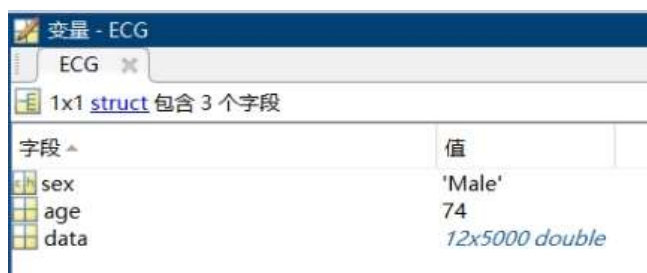 变量 - ECG
ECG
1x1 struct 包含 3 个字段
字段 值
sex 'Male'
age 74
data 12x5000 double